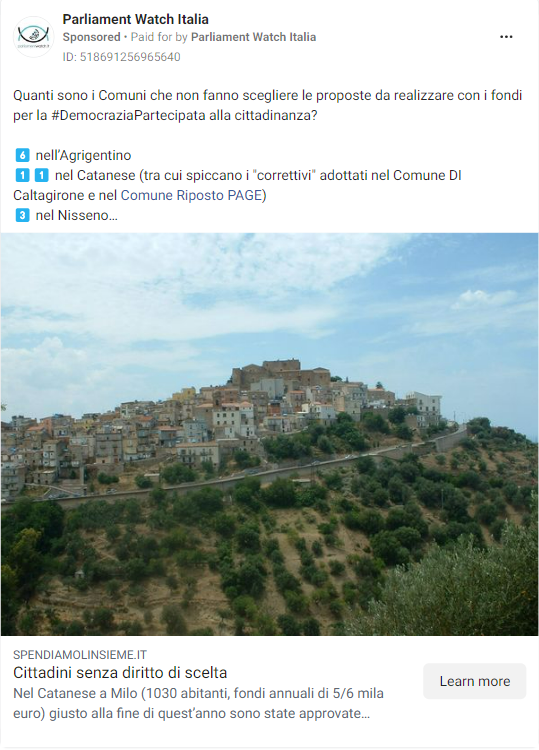 Parliament Watch Italia
Sponsored • Paid for by Parliament Watch Italia
ID: 518691256965640
Quanti sono i Comuni che non fanno scegliere le proposte da realizzare con i fondi
per la #DemocraziaPartecipata alla cittadinanza?
6️⃣ nell'Agrigentino
1️⃣1️⃣ nel Catanese (tra cui spiccano i "correttivi" adottati nel Comune DI
Caltagirone e nel Comune Riposto PAGE)
3️⃣ nel Nisseno…
SPENDIAMOLINSIEME.IT
Cittadini senza diritto di scelta
Nel Catanese a Milo (1030 abitanti, fondi annuali di 5/6 mila
euro) giusto alla fine di quest'anno sono state approvate…
Learn more